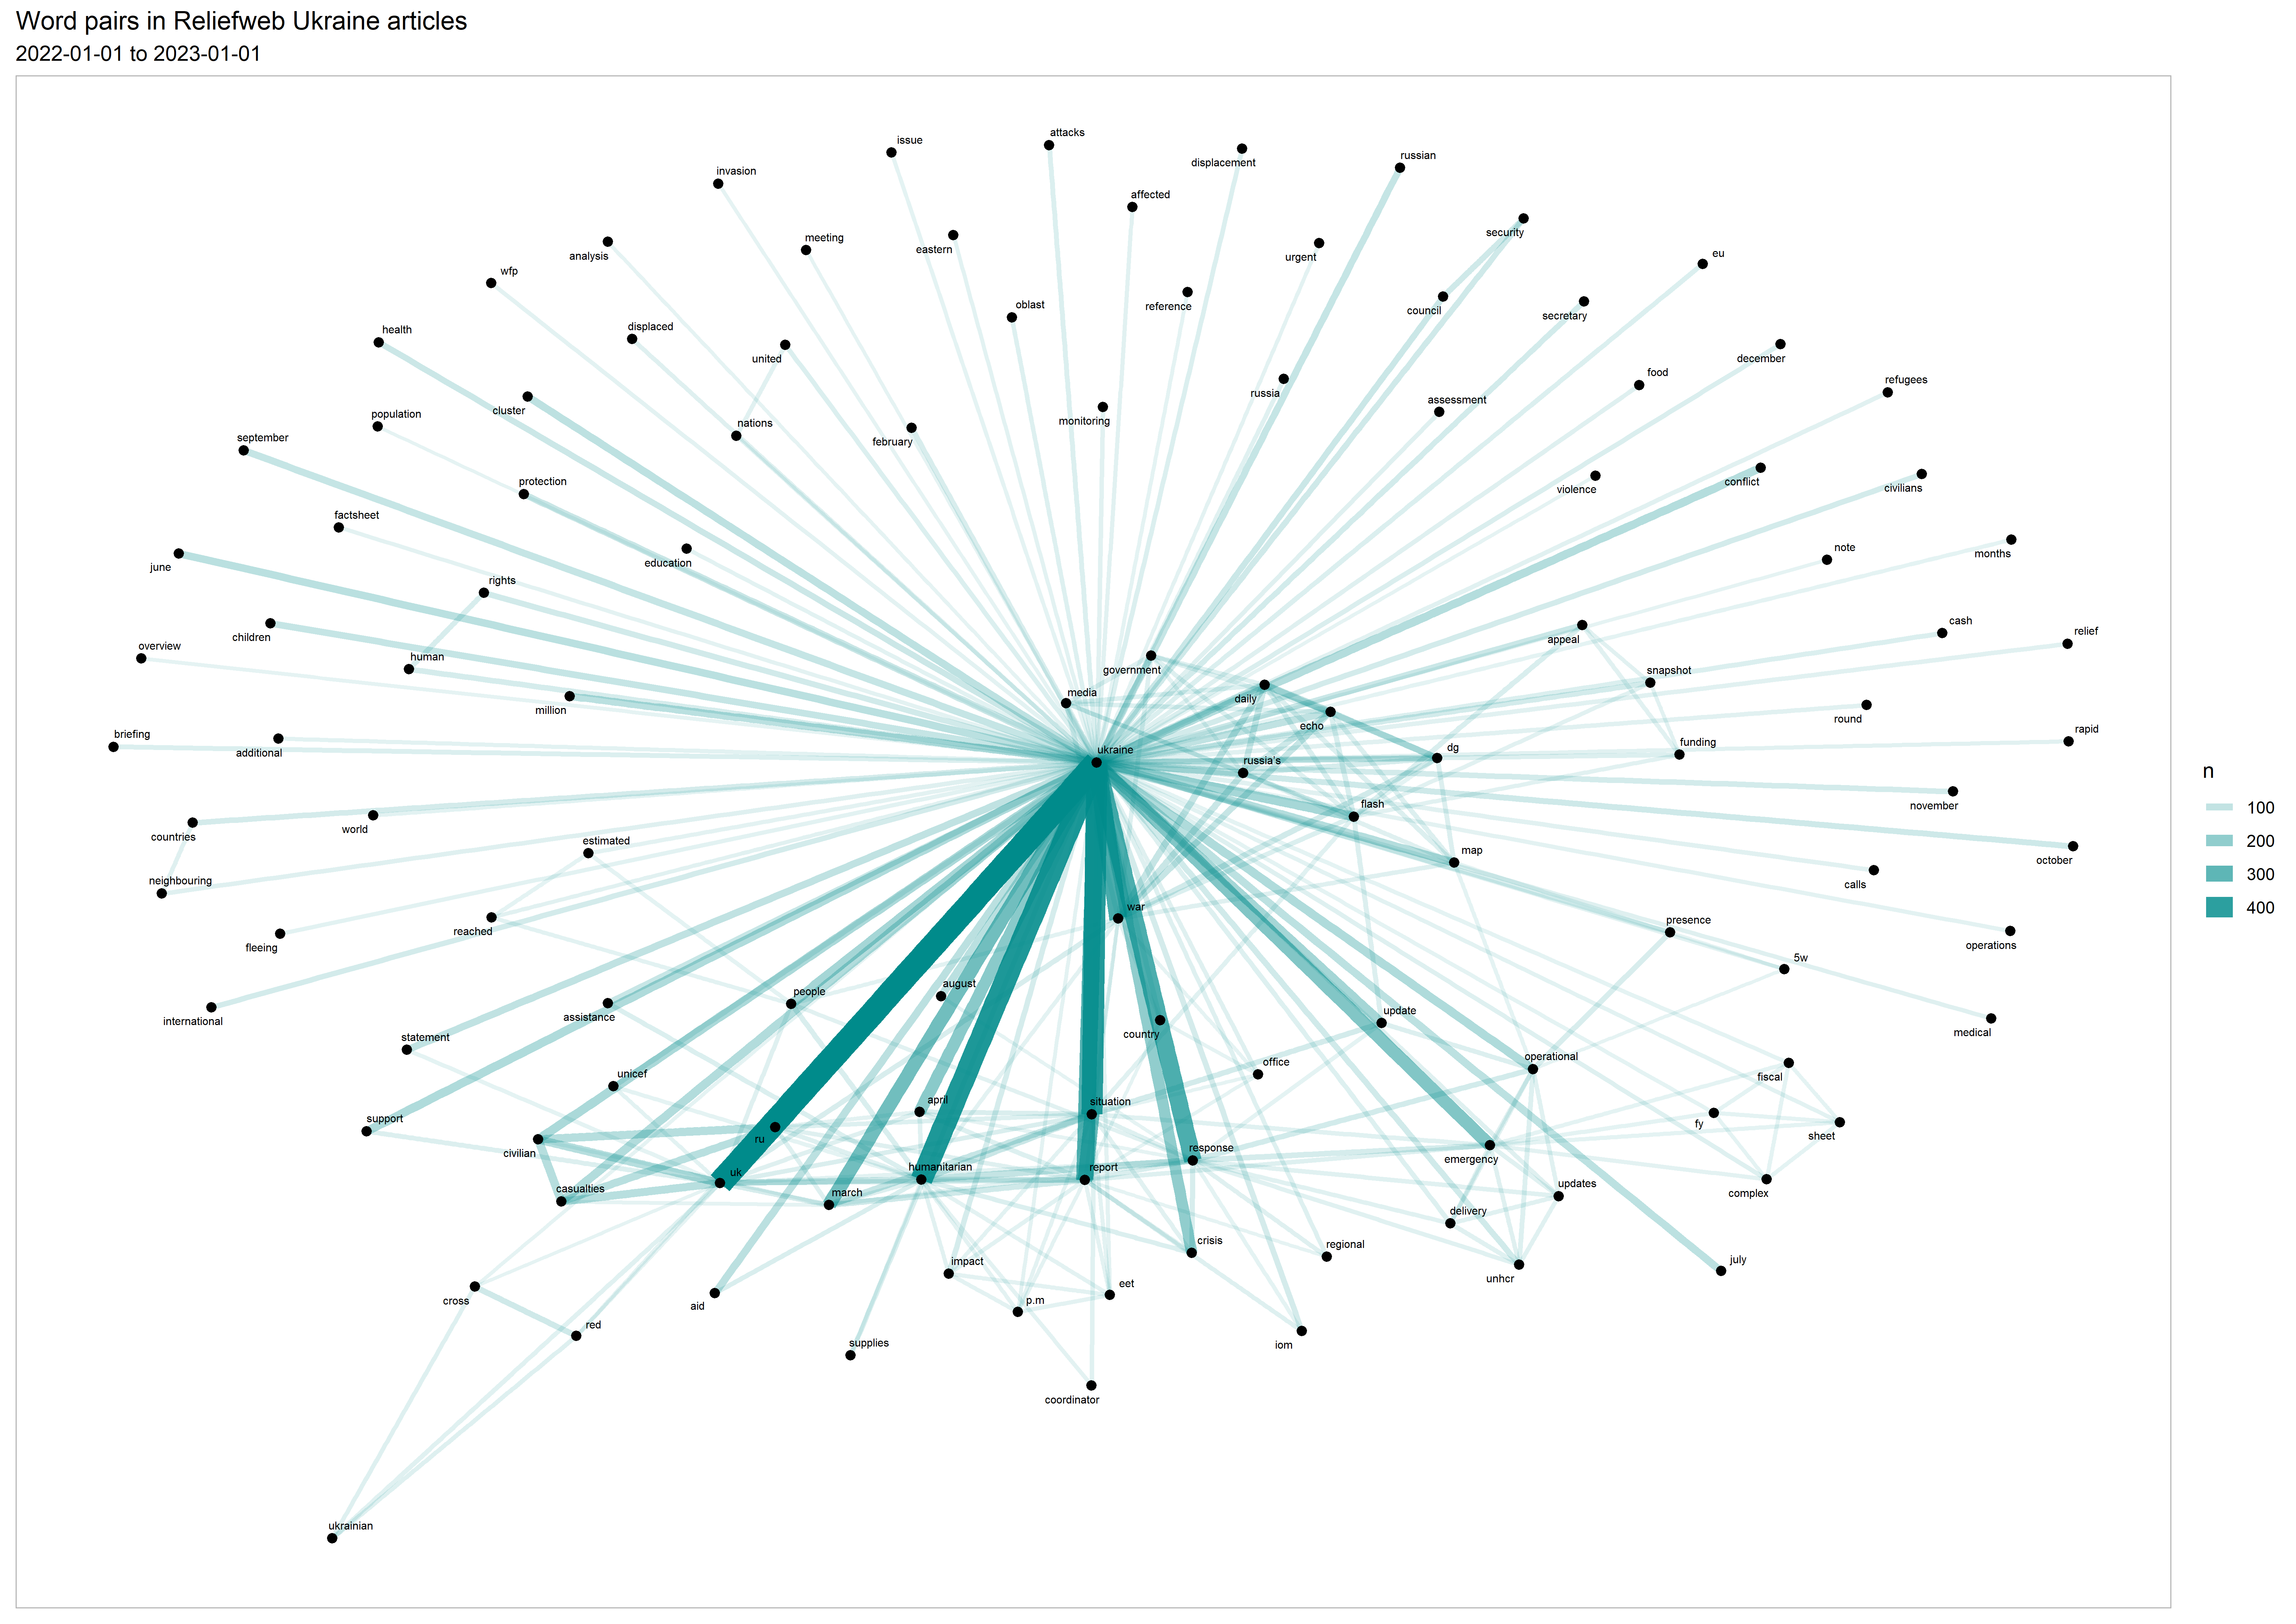 Word pairs in Reliefweb Ukraine articles
2022-01-01 to 2023-01-01
attacks
issue
displacement
russian
invasion
affected
security
meeting
eastern
analysis
urgent
eu
wfp
oblast
reference
council
secretary
health
displaced
united
december
food
refugees
russia
cluster
assessment
population
nations
february
monitoring
september
protection
violence
conflict
civilians
factsheet
education
note
months
june
rights
children
overview
human
government
appeal
cash
relief
snapshot
million
media
daily
echo
round
briefing
additional
ukraine
dg
funding
rapid
russia's
november
countries
world
flash
n
100
200
300
400
estimated
map
october
neighbouring
calls
fleeing
reached
war
presence
operations
5w
international
assistance
people
august
country
update
medical
statement
unicef
office
operational
fiscal
support
april
situation
civilian
ru
fy
sheet
casualties
uk
humanitarian
report
response
emergency
march
updates
complex
delivery
cross
aid
impact
crisis
regional
unhcr
july
red
p.m
eet
supplies
iom
coordinator
ukrainian